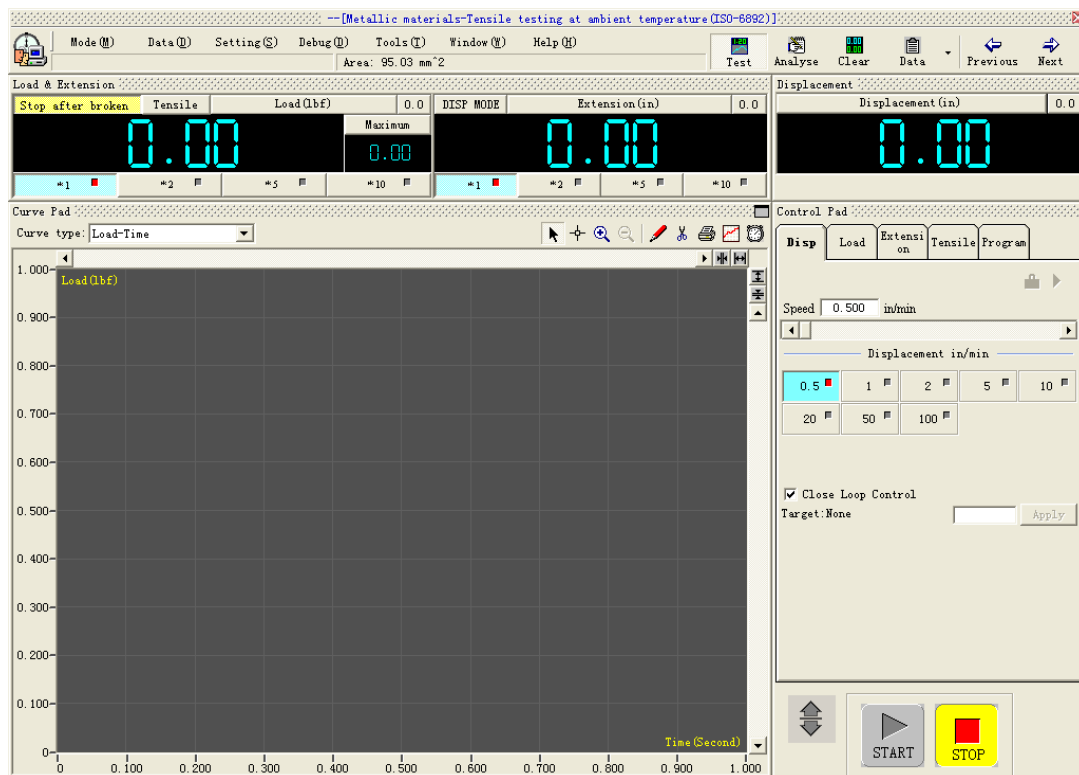 --[Metallic materials-Tensile testing at ambient temperature(ISO-6892)]
Mode(M) Data(D) Setting(S) Debug(D) Tools(T) Window(W) Help(H)
Area: 95.03 mm^2
Test Analyse Clear Data Previous Next
Load & Extension
Stop after broken Tensile Load(lbf) 0.0 DISP MODE Extension(in) 0.0
0.00 Maximum 0.00 0.00
*1 *2 *5 *10 *1 *2 *5 *10
Displacement
Displacement(in) 0.0
0.00
Curve Pad
Curve type: Load-Time
Load(lbf)
1.000
0.900
0.800
0.700
0.600
0.500
0.400
0.300
0.200
0.100
0
Time(Second)
0 0.100 0.200 0.300 0.400 0.500 0.600 0.700 0.800 0.900 1.000
Control Pad
Disp Load Extension Tensile Program
Speed 0.500 in/min
Displacement in/min
0.5 1 2 5 10
20 50 100
Close Loop Control
Target:None Apply
START STOP